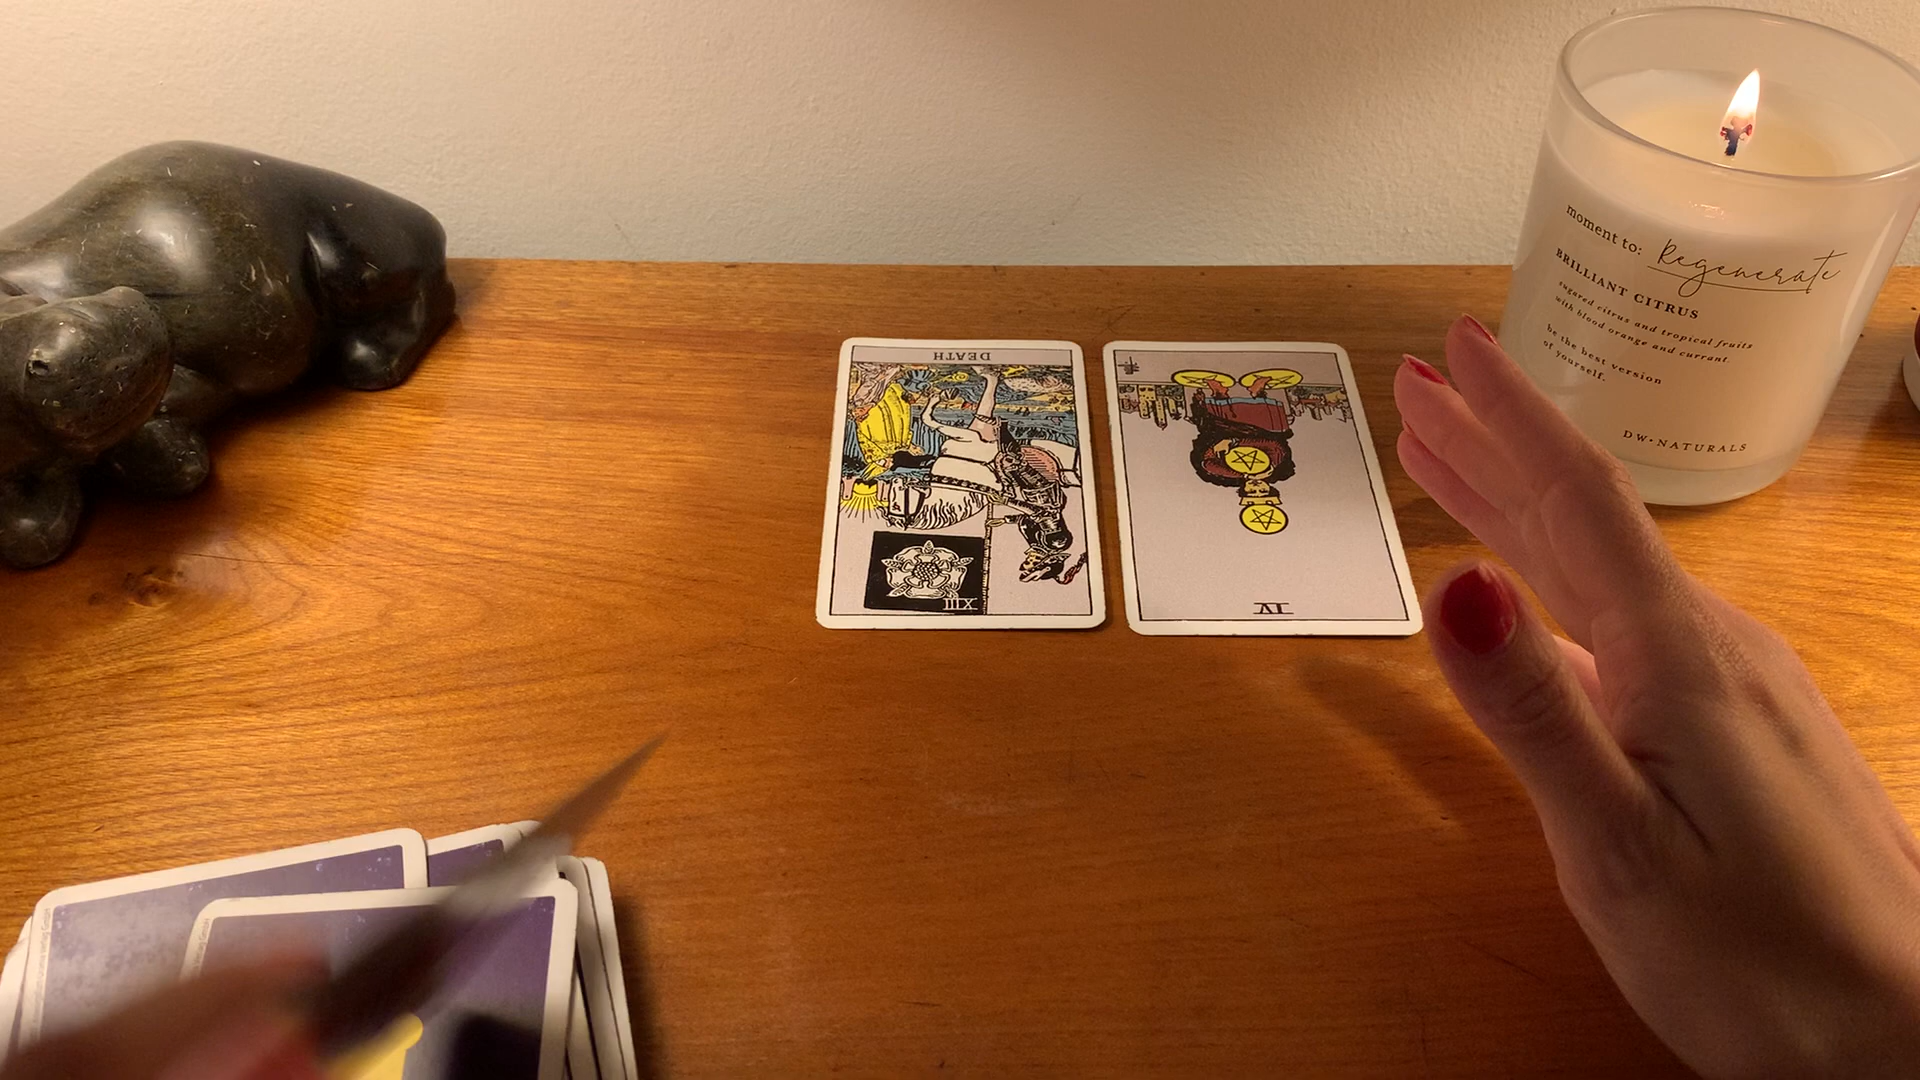 DEATH
XIII
IV
moment to: Regenerate
BRILLIANT CITRUS
sugared citrus and tropical fruits
with blood orange and currant.
be the best version
of yourself.
DW•NATURALS